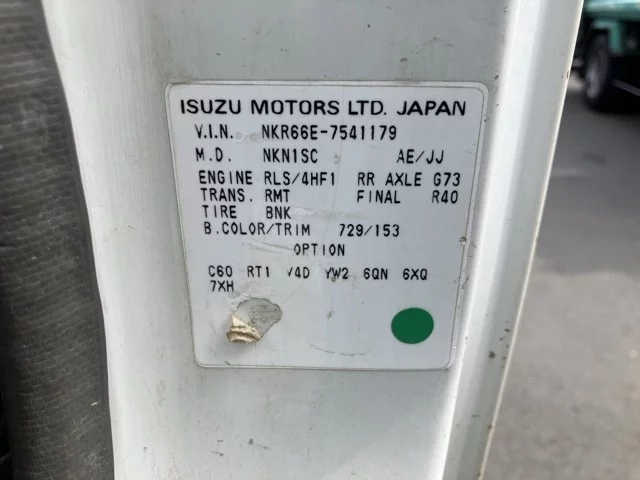 ISUZU MOTORS LTD. JAPAN
V.I.N. NKR66E-7541179
M.D. NKN1SC AE/JJ
ENGINE RLS/4HF1 RR AXLE G73
TRANS. RMT FINAL R40
TIRE BNK
B.COLOR/TRIM 729/153
OPTION
C60 RT1 V4D YW2 6QN 6XQ
7XH